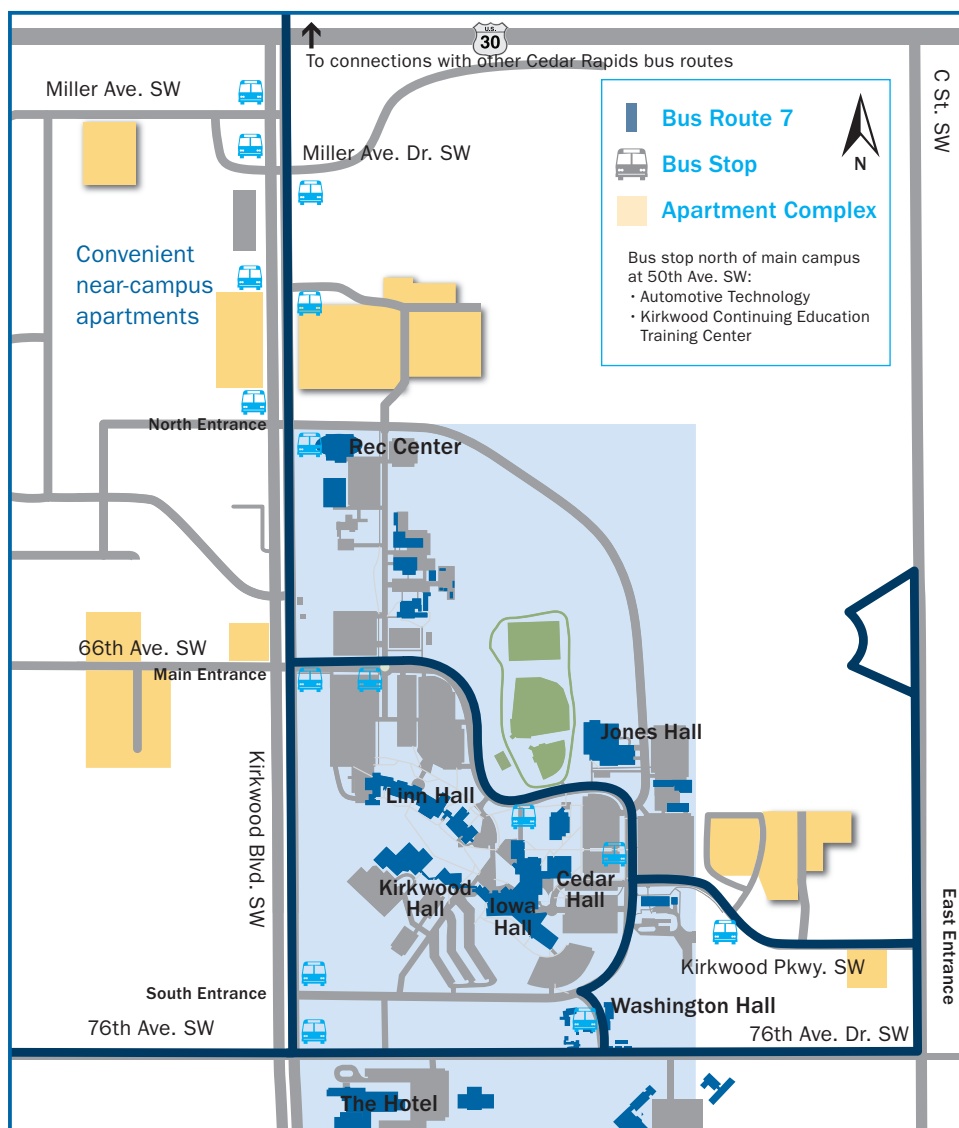 U.S.
30
To connections with other Cedar Rapids bus routes
Miller Ave. SW
C St. SW
Bus Route 7
Bus Stop
Apartment Complex
N
Miller Ave. Dr. SW
Bus stop north of main campus
at 50th Ave. SW:
· Automotive Technology
· Kirkwood Continuing Education
Training Center
Convenient
near-campus
apartments
North Entrance
Rec Center
66th Ave. SW
Main Entrance
Jones Hall
Kirkwood Blvd. SW
Linn Hall
Kirkwood
Hall
Iowa
Hall
Cedar
Hall
East Entrance
Kirkwood Pkwy. SW
South Entrance
Washington Hall
76th Ave. SW
76th Ave. Dr. SW
The Hotel